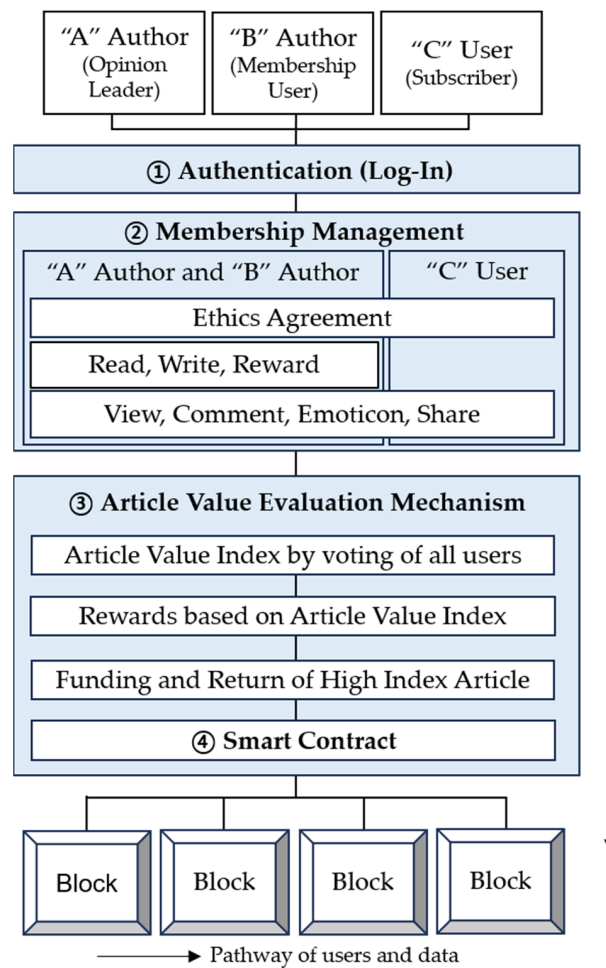 "A" Author
(Opinion
Leader)
"B" Author
(Membership
User)
"C" User
(Subscriber)
① Authentication (Log-In)
② Membership Management
"A" Author and "B" Author
"C" User
Ethics Agreement
Read, Write, Reward
View, Comment, Emoticon, Share
③ Article Value Evaluation Mechanism
Article Value Index by voting of all users
Rewards based on Article Value Index
Funding and Return of High Index Article
④ Smart Contract
Block
Block
Block
Block
Pathway of users and data